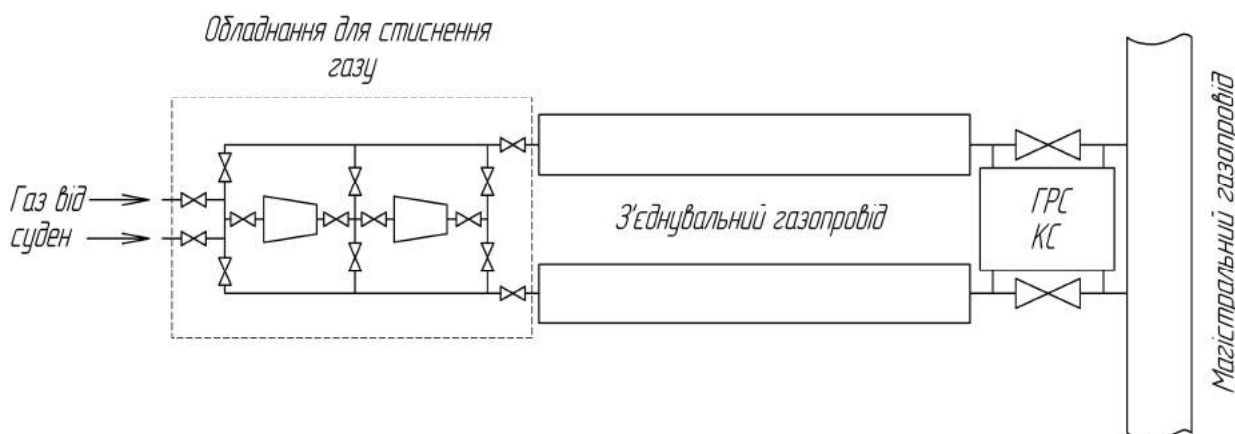 Обладнання для стиснення
газу
Газ від
суден
З'єднувальний газопровід
ГРС
КС
Магістральний газопровід